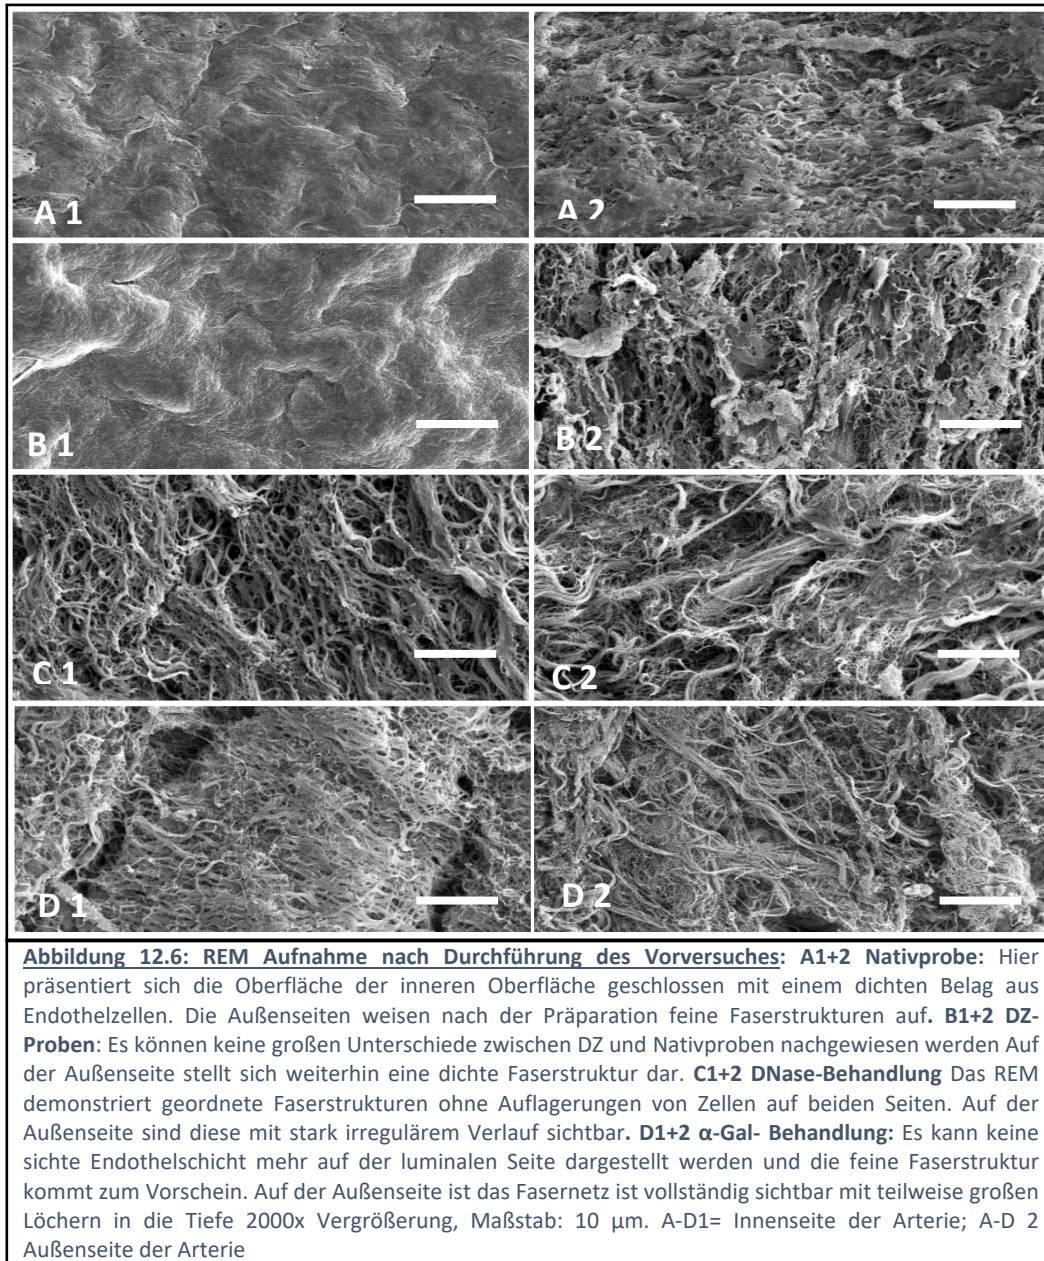 A 1
A 2
B 1
B 2
C 1
C 2
D 1
D 2
Abbildung 12.6: REM Aufnahme nach Durchführung des Vorversuches: A1+2 Nativprobe: Hier
präsentiert sich die Oberfläche der inneren Oberfläche geschlossen mit einem dichten Belag aus
Endothelzellen. Die Außenseiten weisen nach der Präparation feine Faserstrukturen auf. B1+2 DZ-
Proben: Es können keine großen Unterschiede zwischen DZ und Nativproben nachgewiesen werden Auf
der Außenseite stellt sich weiterhin eine dichte Faserstruktur dar. C1+2 DNase-Behandlung Das REM
demonstriert geordnete Faserstrukturen ohne Auflagerungen von Zellen auf beiden Seiten. Auf der
Außenseite sind diese mit stark irregulärem Verlauf sichtbar. D1+2 α-Gal- Behandlung: Es kann keine
sichte Endothelschicht mehr auf der luminalen Seite dargestellt werden und die feine Faserstruktur
kommt zum Vorschein. Auf der Außenseite ist das Fasernetz ist vollständig sichtbar mit teilweise großen
Löchern in die Tiefe 2000x Vergrößerung, Maßstab: 10 µm. A-D1= Innenseite der Arterie; A-D 2
Außenseite der Arterie